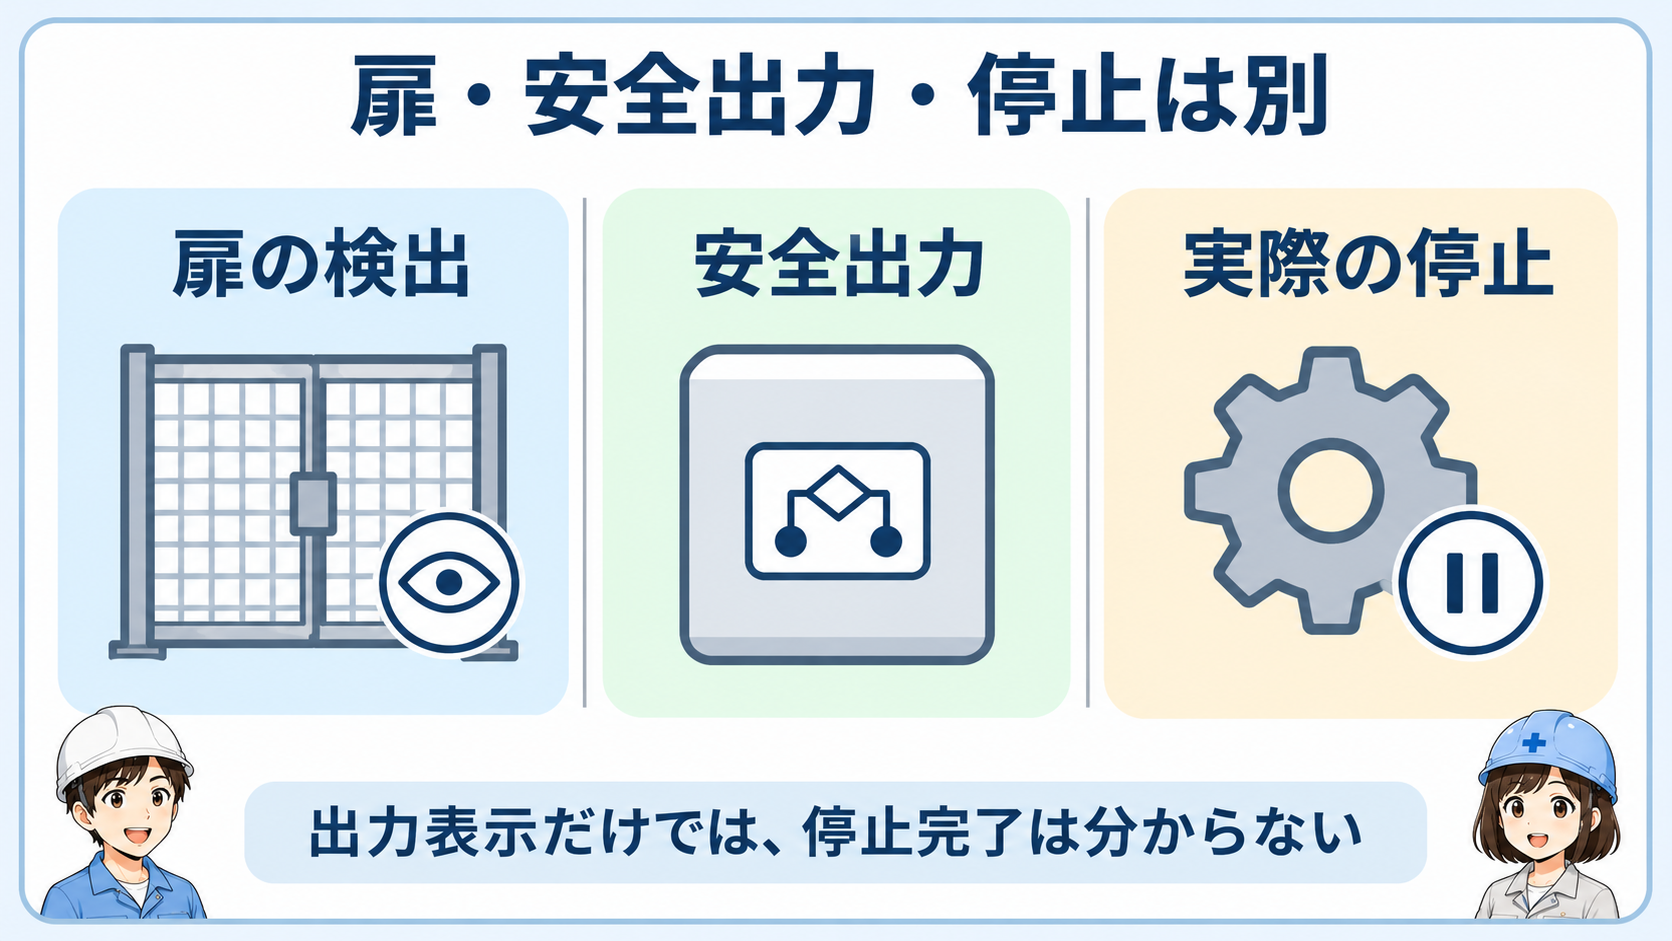 扉・安全出力・停止は別
扉の検出
安全出力
実際の停止
出力表示だけでは、停止完了は分からない